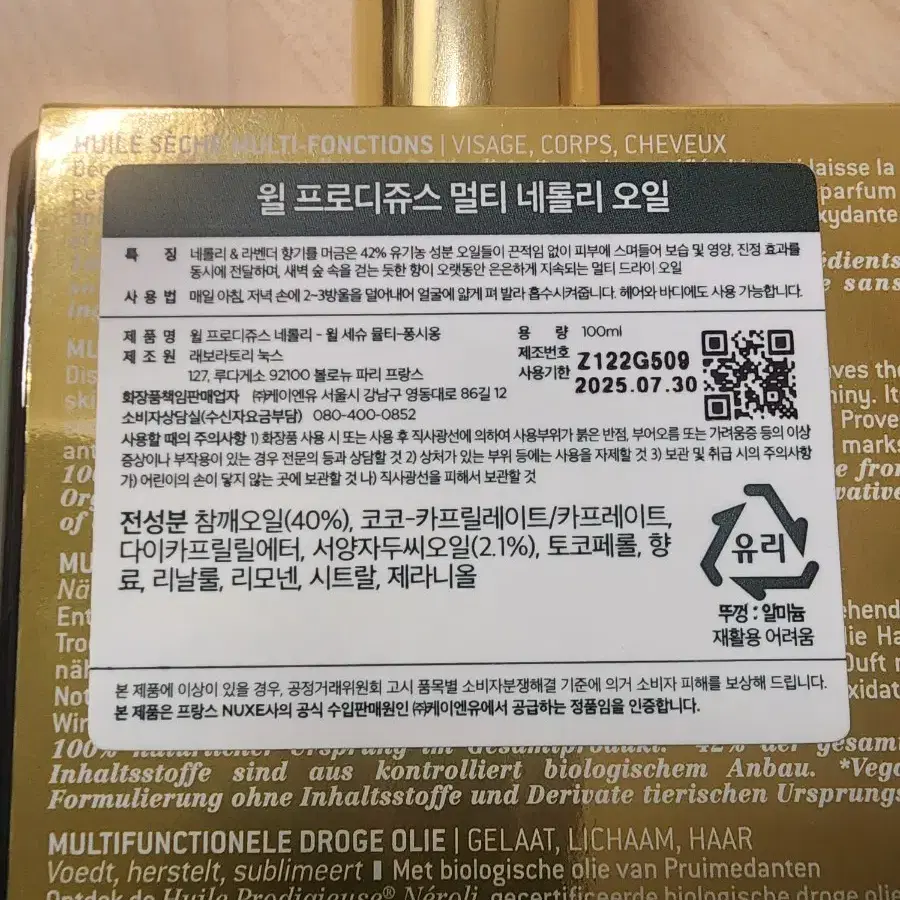 HUILE SÈCHE MULTI-FONCTIONS | VISAGE, CORPS, CHEVEUX
laisse la
parfum
xydante
édients
e sans
윌 프로디쥬스 멀티 네롤리 오일
특 징 네롤리 & 라벤더 향기를 머금은 42% 유기농 성분 오일들이 끈적임 없이 피부에 스며들어 보습 및 영양, 진정 효과를
동시에 전달하며, 새벽 숲 속을 걷는 듯한 향이 오랫동안 은은하게 지속되는 멀티 드라이 오일
사 용 법 매일 아침, 저녁 손에 2~3방울을 덜어내어 얼굴에 얇게 펴 발라 흡수시켜줍니다. 헤어와 바디에도 사용 가능합니다.
제 품 명 윌 프로디쥬스 네롤리 - 윌 세슈 뮬티-퐁시옹
용 량 100ml
제 조 원 래보라토리 눅스
127, 루다게소 92100 볼로뉴 파리 프랑스
제조번호 Z122G509
사용기한 2025.07.30
화장품책임판매업자 ㈜케이엔유 서울시 강남구 영동대로 86길 12
소비자상담실(수신자요금부담) 080-400-0852
사용할 때의 주의사항 1) 화장품 사용 시 또는 사용 후 직사광선에 의하여 사용부위가 붉은 반점, 부어오름 또는 가려움증 등의 이상
증상이나 부작용이 있는 경우 전문의 등과 상담할 것 2) 상처가 있는 부위 등에는 사용을 자제할 것 3) 보관 및 취급 시의 주의사항
가) 어린이의 손이 닿지 않는 곳에 보관할 것 나) 직사광선을 피해서 보관할 것
전성분 참깨오일(40%), 코코-카프릴레이트/카프레이트,
다이카프릴릴에터, 서양자두씨오일(2.1%), 토코페롤, 향
료, 리날룰, 리모넨, 시트랄, 제라니올
유리
뚜껑 : 알미늄
재활용 어려움
본 제품에 이상이 있을 경우, 공정거래위원회 고시 품목별 소비자분쟁해결 기준에 의거 소비자 피해를 보상해 드립니다.
본 제품은 프랑스 NUXE사의 공식 수입판매원인 ㈜케이엔유에서 공급하는 정품임을 인증합니다.
100% natürlicher Ursprung im Gesamtprodukt. 42% der gesam
Inhaltsstoffe sind aus kontrolliert biologischem Anbau. *Vega
Formulierung ohne Inhaltsstoffe und Derivate tierischen Ursprungs
MULTIFUNCTIONELE DROGE OLIE | GELAAT, LICHAAM, HAAR
Voedt, herstelt, sublimeert Met biologische olie van Pruimedanten
Ontdek de Huile Prodigieuse® Néroli, gecertificeerde biologische droge olie